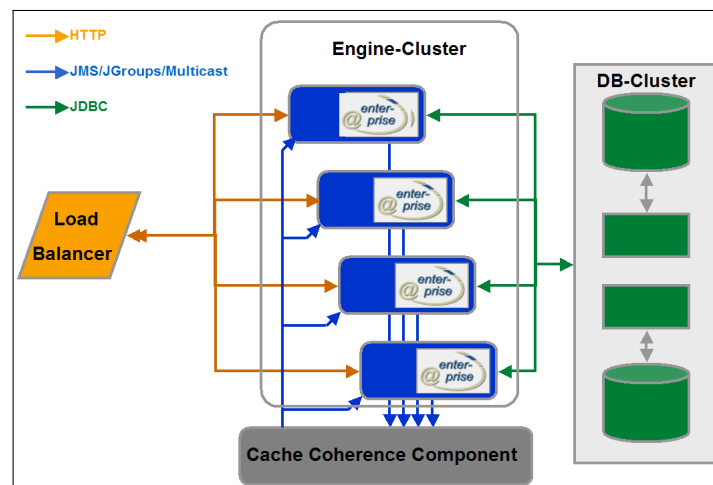 HTTP
JMS/JGroups/Multicast
JDBC
Engine-Cluster
DB-Cluster
enter-
@ prise
enter-
@ prise
enter-
@ prise
enter-
@ prise
Load
Balancer
Cache Coherence Component